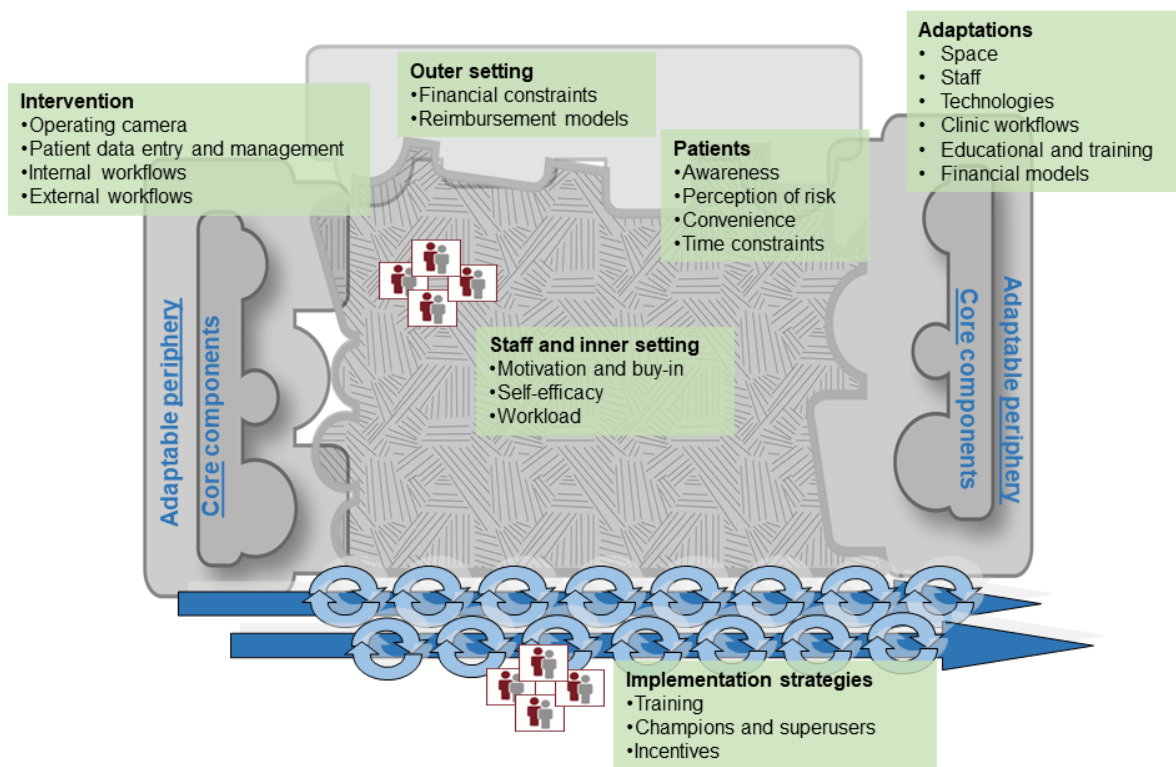 Intervention
•Operating camera
•Patient data entry and management
•Internal workflows
•External workflows
Outer setting
•Financial constraints
•Reimbursement models
Patients
•Awareness
•Perception of risk
•Convenience
•Time constraints
Adaptations
• Space
• Staff
• Technologies
• Clinic workflows
• Educational and training
• Financial models
Staff and inner setting
•Motivation and buy-in
•Self-efficacy
•Workload
Adaptable periphery
Core components
Core components
Adaptable periphery
Implementation strategies
•Training
•Champions and superusers
•Incentives